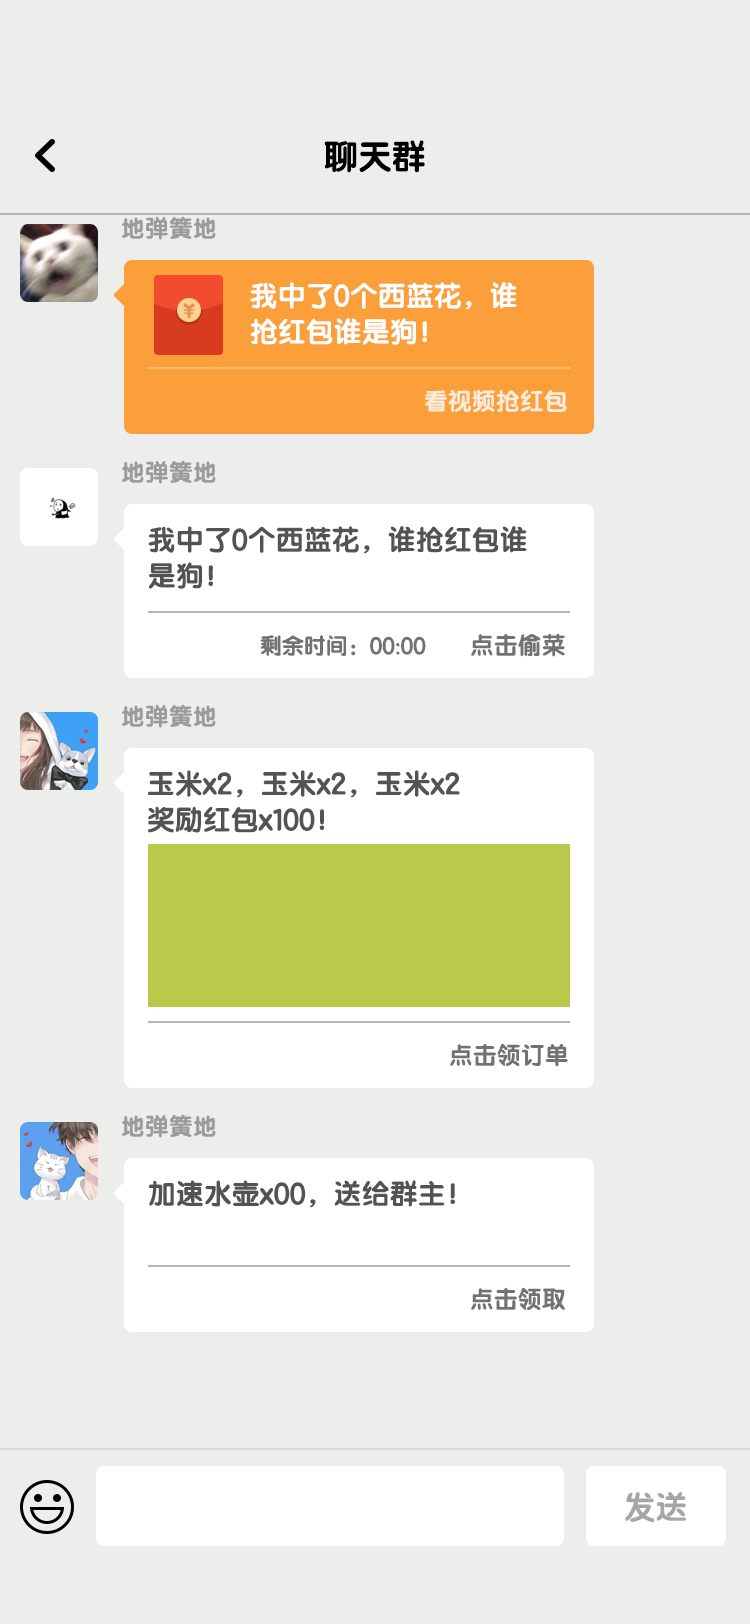 聊天群
地弹簧地
我中了0个西蓝花，谁
抢红包谁是狗！
看视频抢红包
地弹簧地
我中了0个西蓝花，谁抢红包谁
是狗！
剩余时间：00:00 点击偷菜
地弹簧地
玉米x2，玉米x2，玉米x2
奖励红包x100！
点击领订单
地弹簧地
加速水壶x00，送给群主！
点击领取
发送